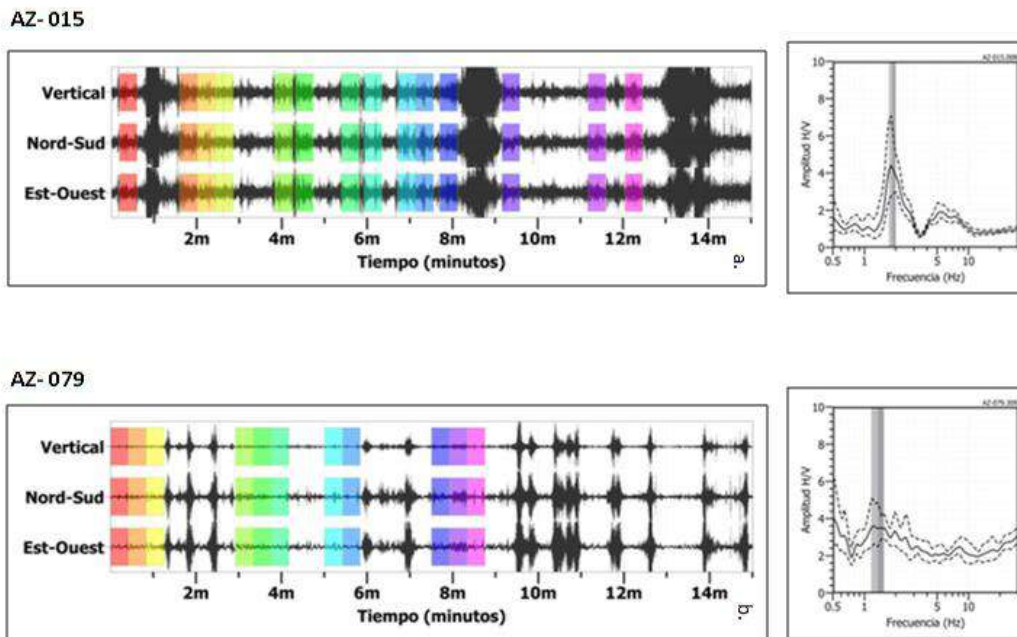 AZ- 015
Vertical
Nord-Sud
Est-Ouest
2m 4m 6m 8m 10m 12m 14m
Tiempo (minutos)
a.
10
8
6
4
2
0
Amplitud H/V
0.5 1 5 10
Frecuencia (Hz)
AZ- 079
Vertical
Nord-Sud
Est-Ouest
2m 4m 6m 8m 10m 12m 14m
Tiempo (minutos)
b.
10
8
6
4
2
0
Amplitud H/V
0.5 1 5 10
Frecuencia (Hz)